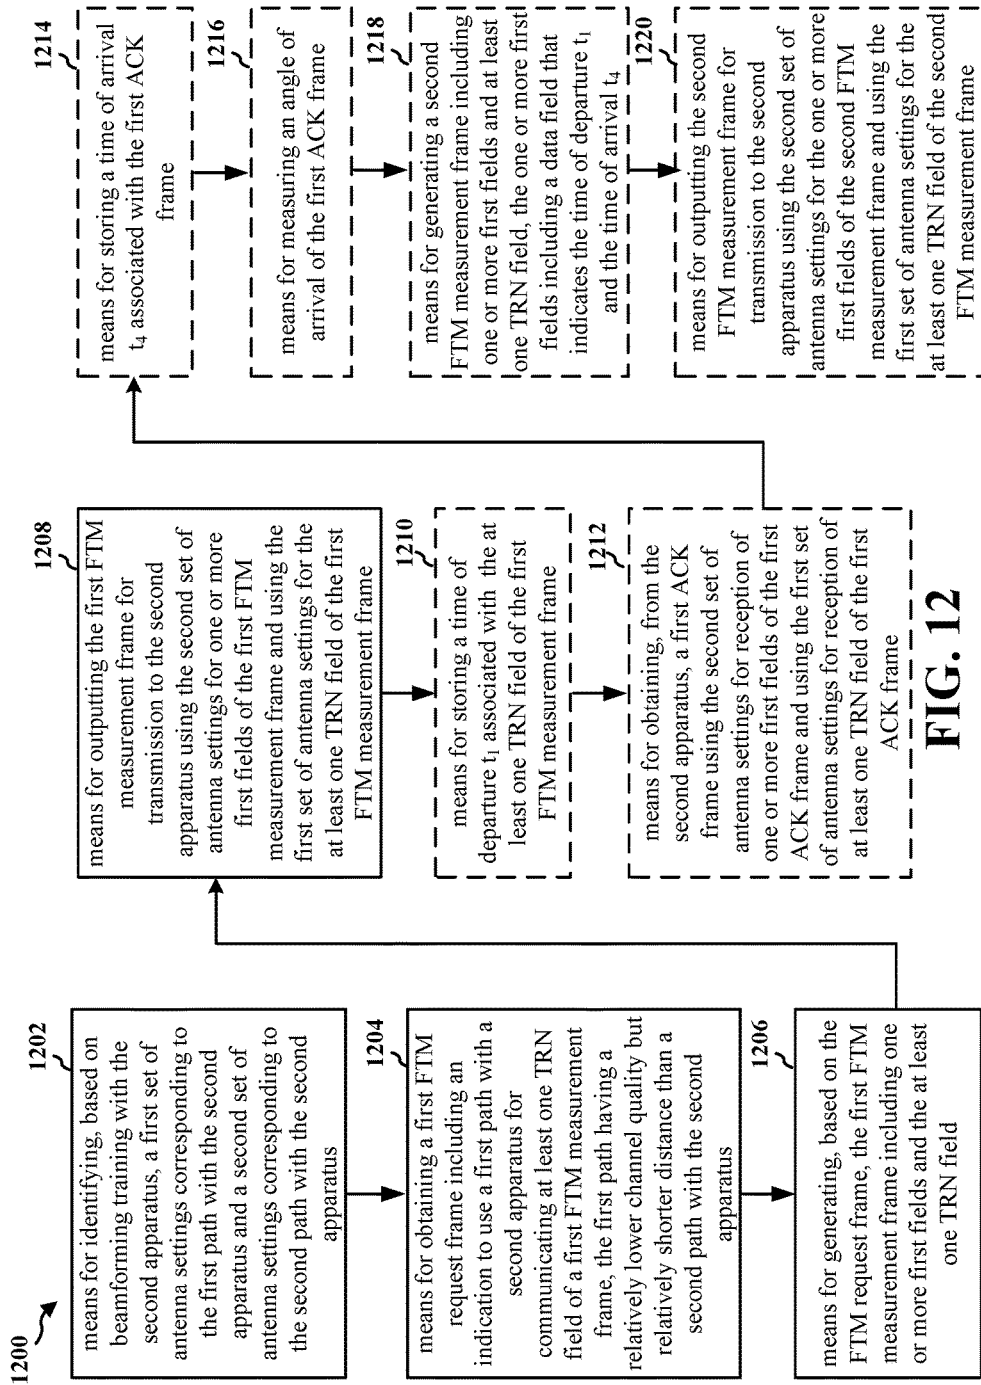 1200
1202
means for identifying, based on
beamforming training with the
second apparatus, a first set of
antenna settings corresponding to
the first path with the second
apparatus and a second set of
antenna settings corresponding to
the second path with the second
apparatus
1204
means for obtaining a first FTM
request frame including an
indication to use a first path with a
second apparatus for
communicating at least one TRN
field of a first FTM measurement
frame, the first path having a
relatively lower channel quality but
relatively shorter distance than a
second path with the second
apparatus
1206
means for generating, based on the
FTM request frame, the first FTM
measurement frame including one
or more first fields and the at least
one TRN field
1208
means for outputting the first FTM
measurement frame for
transmission to the second
apparatus using the second set of
antenna settings for one or more
first fields of the first FTM
measurement frame and using the
first set of antenna settings for the
at least one TRN field of the first
FTM measurement frame
1210
means for storing a time of
departure t₁ associated with the at
least one TRN field of the first
FTM measurement frame
1212
means for obtaining, from the
second apparatus, a first ACK
frame using the second set of
antenna settings for reception of
one or more first fields of the first
ACK frame and using the first set
of antenna settings for reception of
at least one TRN field of the first
ACK frame
1214
means for storing a time of arrival
t₄ associated with the first ACK
frame
1216
means for measuring an angle of
arrival of the first ACK frame
1218
means for generating a second
FTM measurement frame including
one or more first fields and at least
one TRN field, the one or more first
fields including a data field that
indicates the time of departure t₁
and the time of arrival t₄
1220
means for outputting the second
FTM measurement frame for
transmission to the second
apparatus using the second set of
antenna settings for the one or more
first fields of the second FTM
measurement frame and using the
first set of antenna settings for the
at least one TRN field of the second
FTM measurement frame
FIG. 12